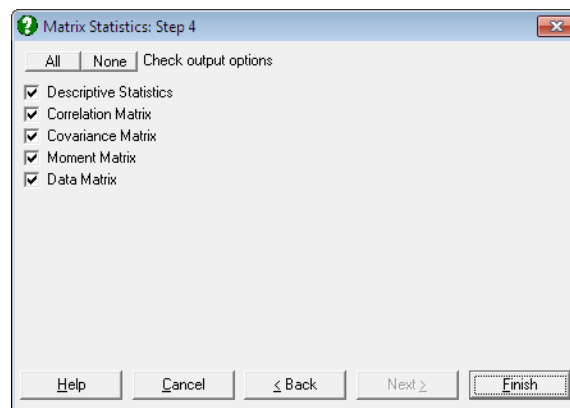 Matrix Statistics: Step 4
All None Check output options
Descriptive Statistics
Correlation Matrix
Covariance Matrix
Moment Matrix
Data Matrix
Help Cancel < Back Next > Finish